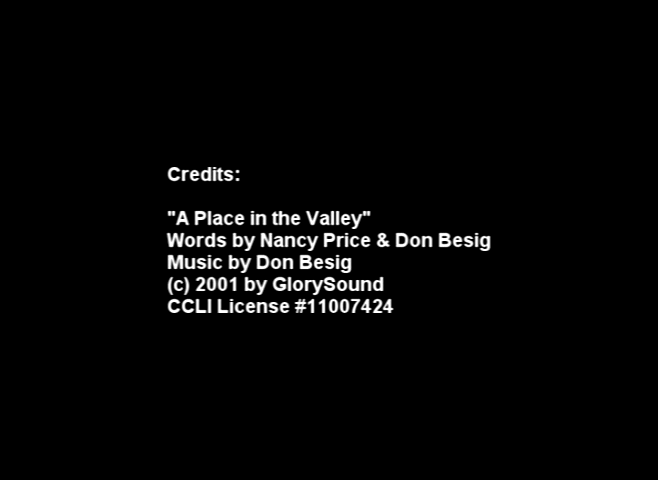 Credits:
"A Place in the Valley"
Words by Nancy Price & Don Besig
Music by Don Besig
(c) 2001 by GlorySound
CCLI License #11007424